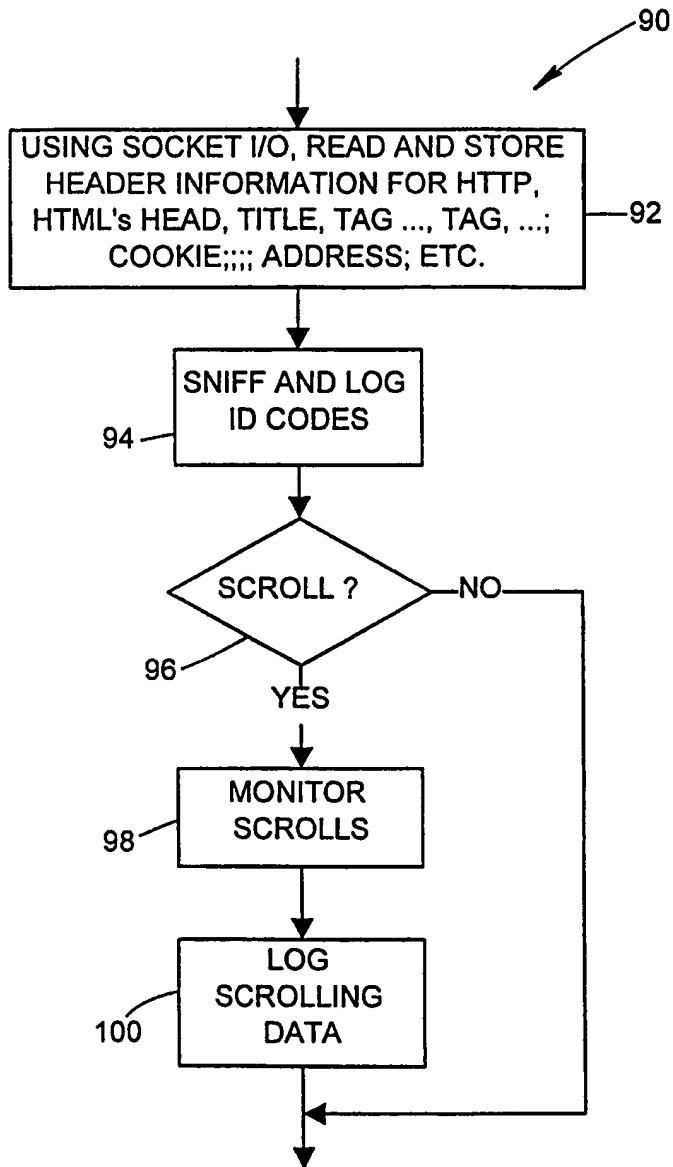 90
USING SOCKET I/O, READ AND STORE
HEADER INFORMATION FOR HTTP,
HTML's HEAD, TITLE, TAG ..., TAG, ...;
COOKIE;;;; ADDRESS; ETC.
92
SNIFF AND LOG
ID CODES
94
SCROLL ?
NO
96
YES
MONITOR
SCROLLS
98
LOG
SCROLLING
DATA
100